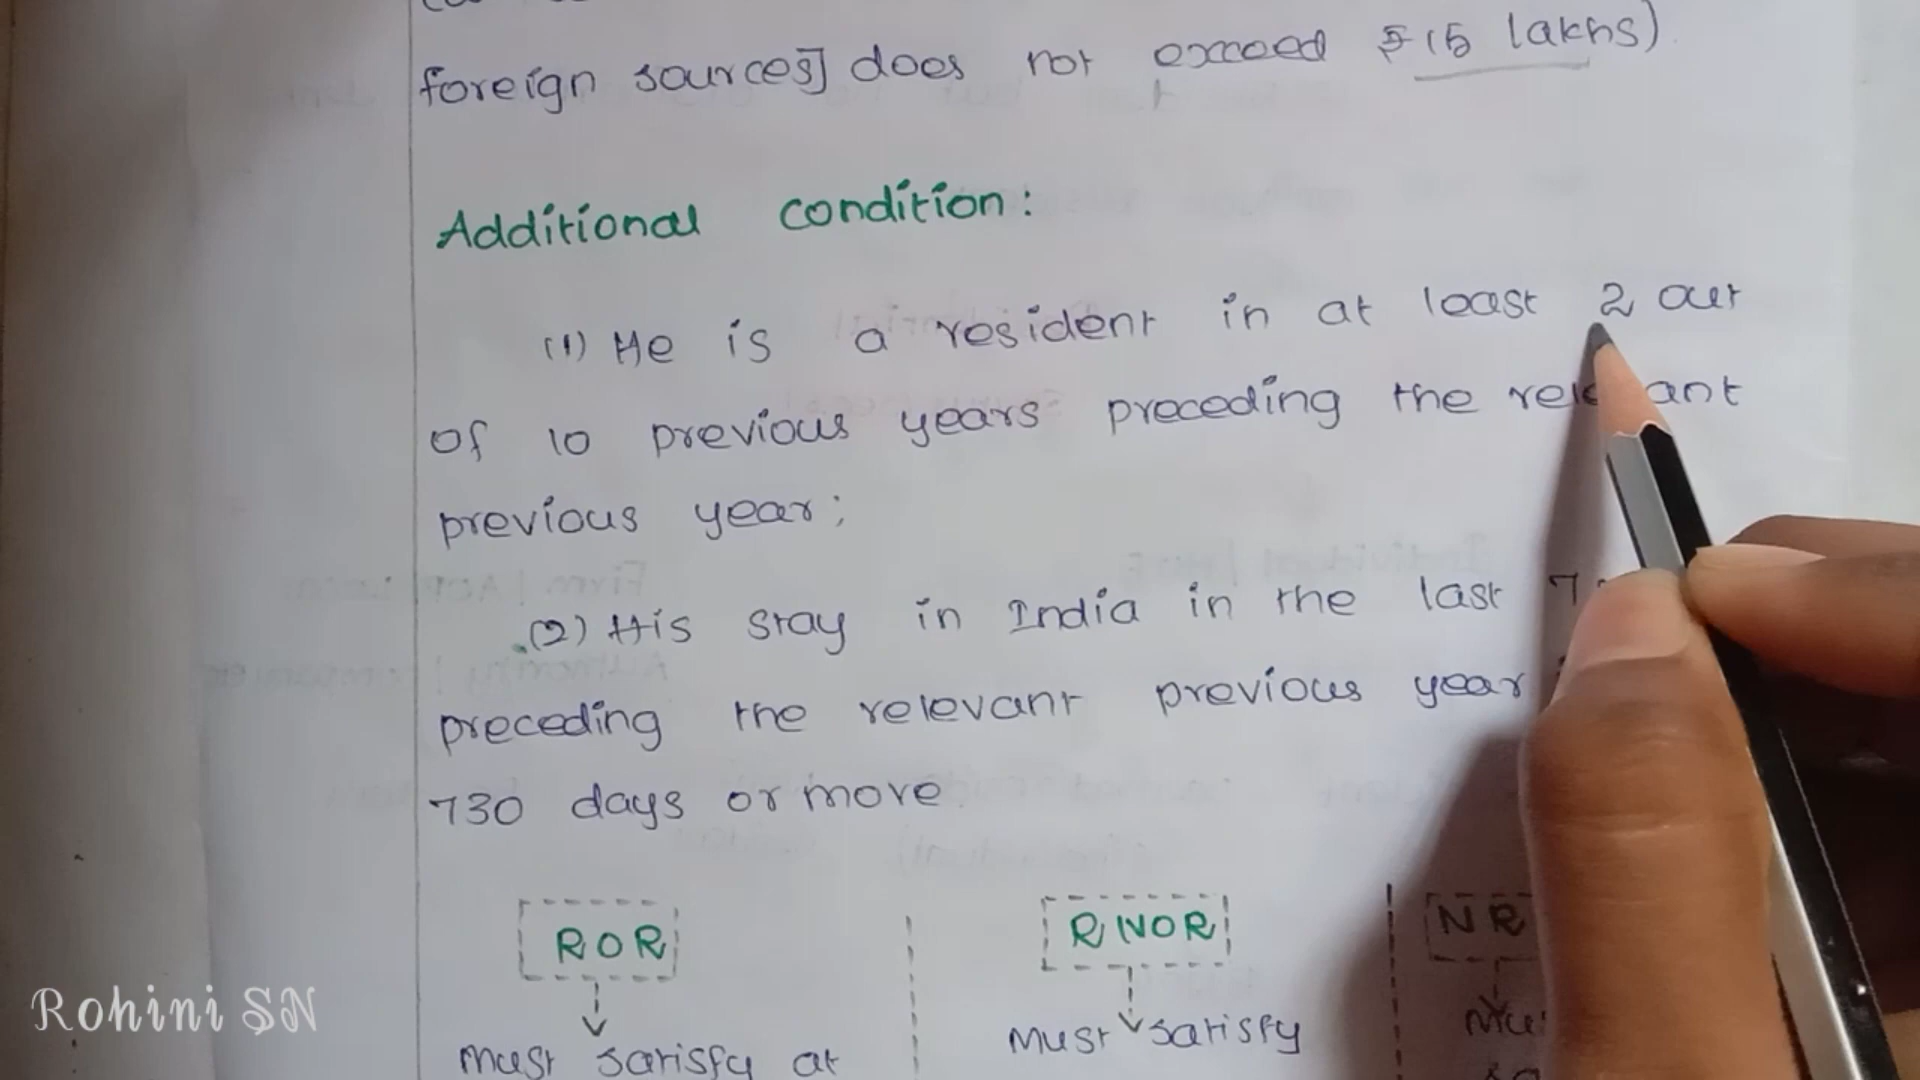 foreign sources] does not exceed ₹15 lakhs).
Additional condition:
(1) He is a resident in at least 2 out
of 10 previous years preceding the
previous year;
(2) His stay in India in the last 7
preceding the relevant previous year
730 days or more.
ROR RNOR NR
Must satisfy at Must satisfy
Rohini SN